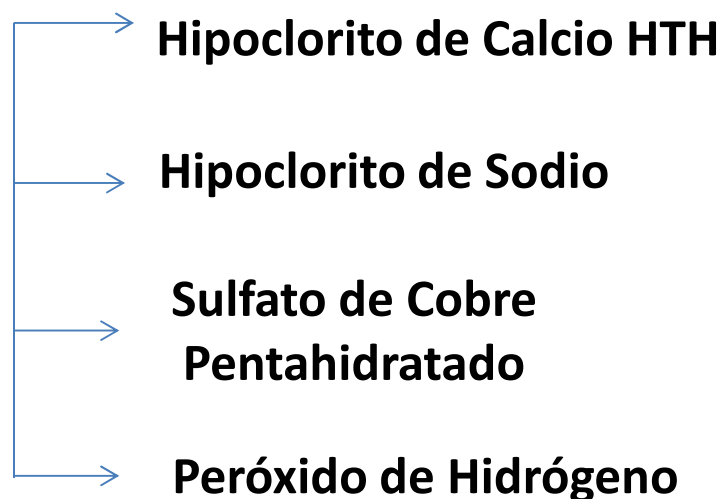 Hipoclorito de Calcio HTH
Hipoclorito de Sodio
Sulfato de Cobre
Pentahidratado
Peróxido de Hidrógeno